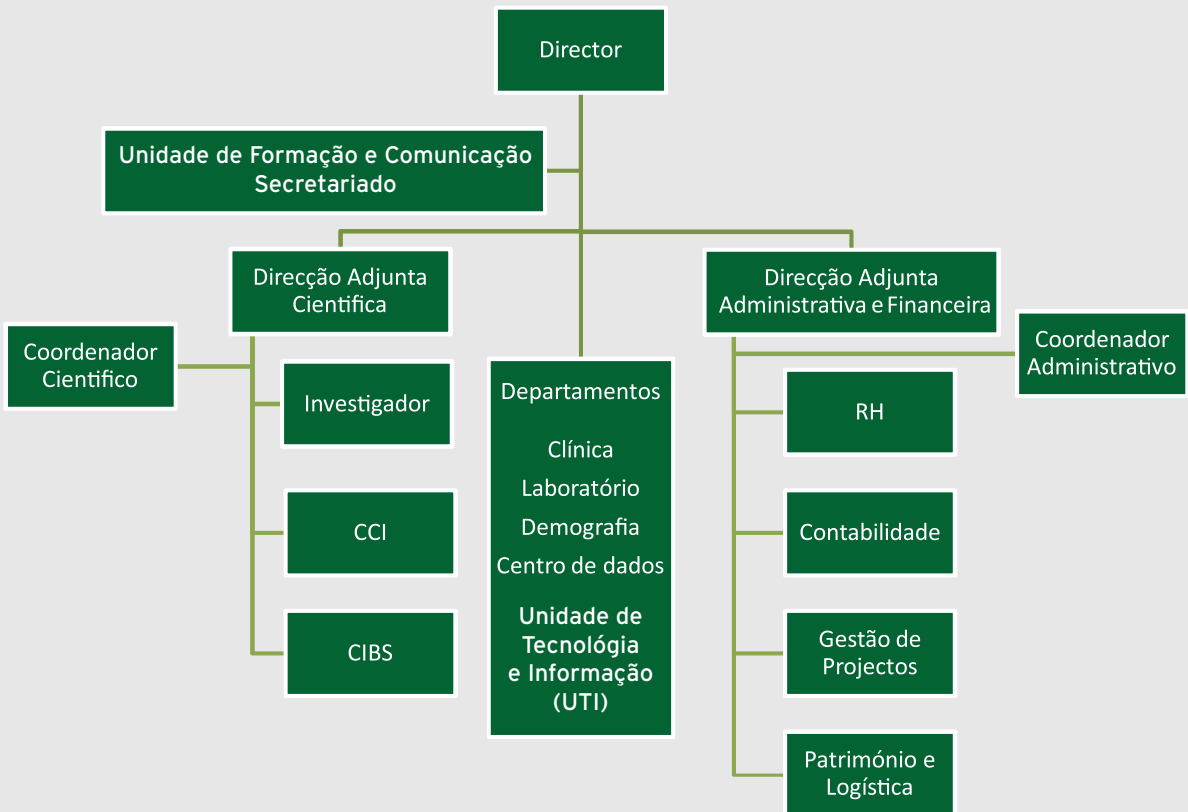 Director
Unidade de Formação e Comunicação
Secretariado
Direcção Adjunta
Cientifica
Direcção Adjunta
Administrativa e Financeira
Coordenador
Científico
Coordenador
Administrativo
Investigador
CCI
CIBS
Departamentos
Clínica
Laboratório
Demografia
Centro de dados
Unidade de
Tecnológia
e Informação
(UTI)
RH
Contabilidade
Gestão de
Projectos
Património e
Logística